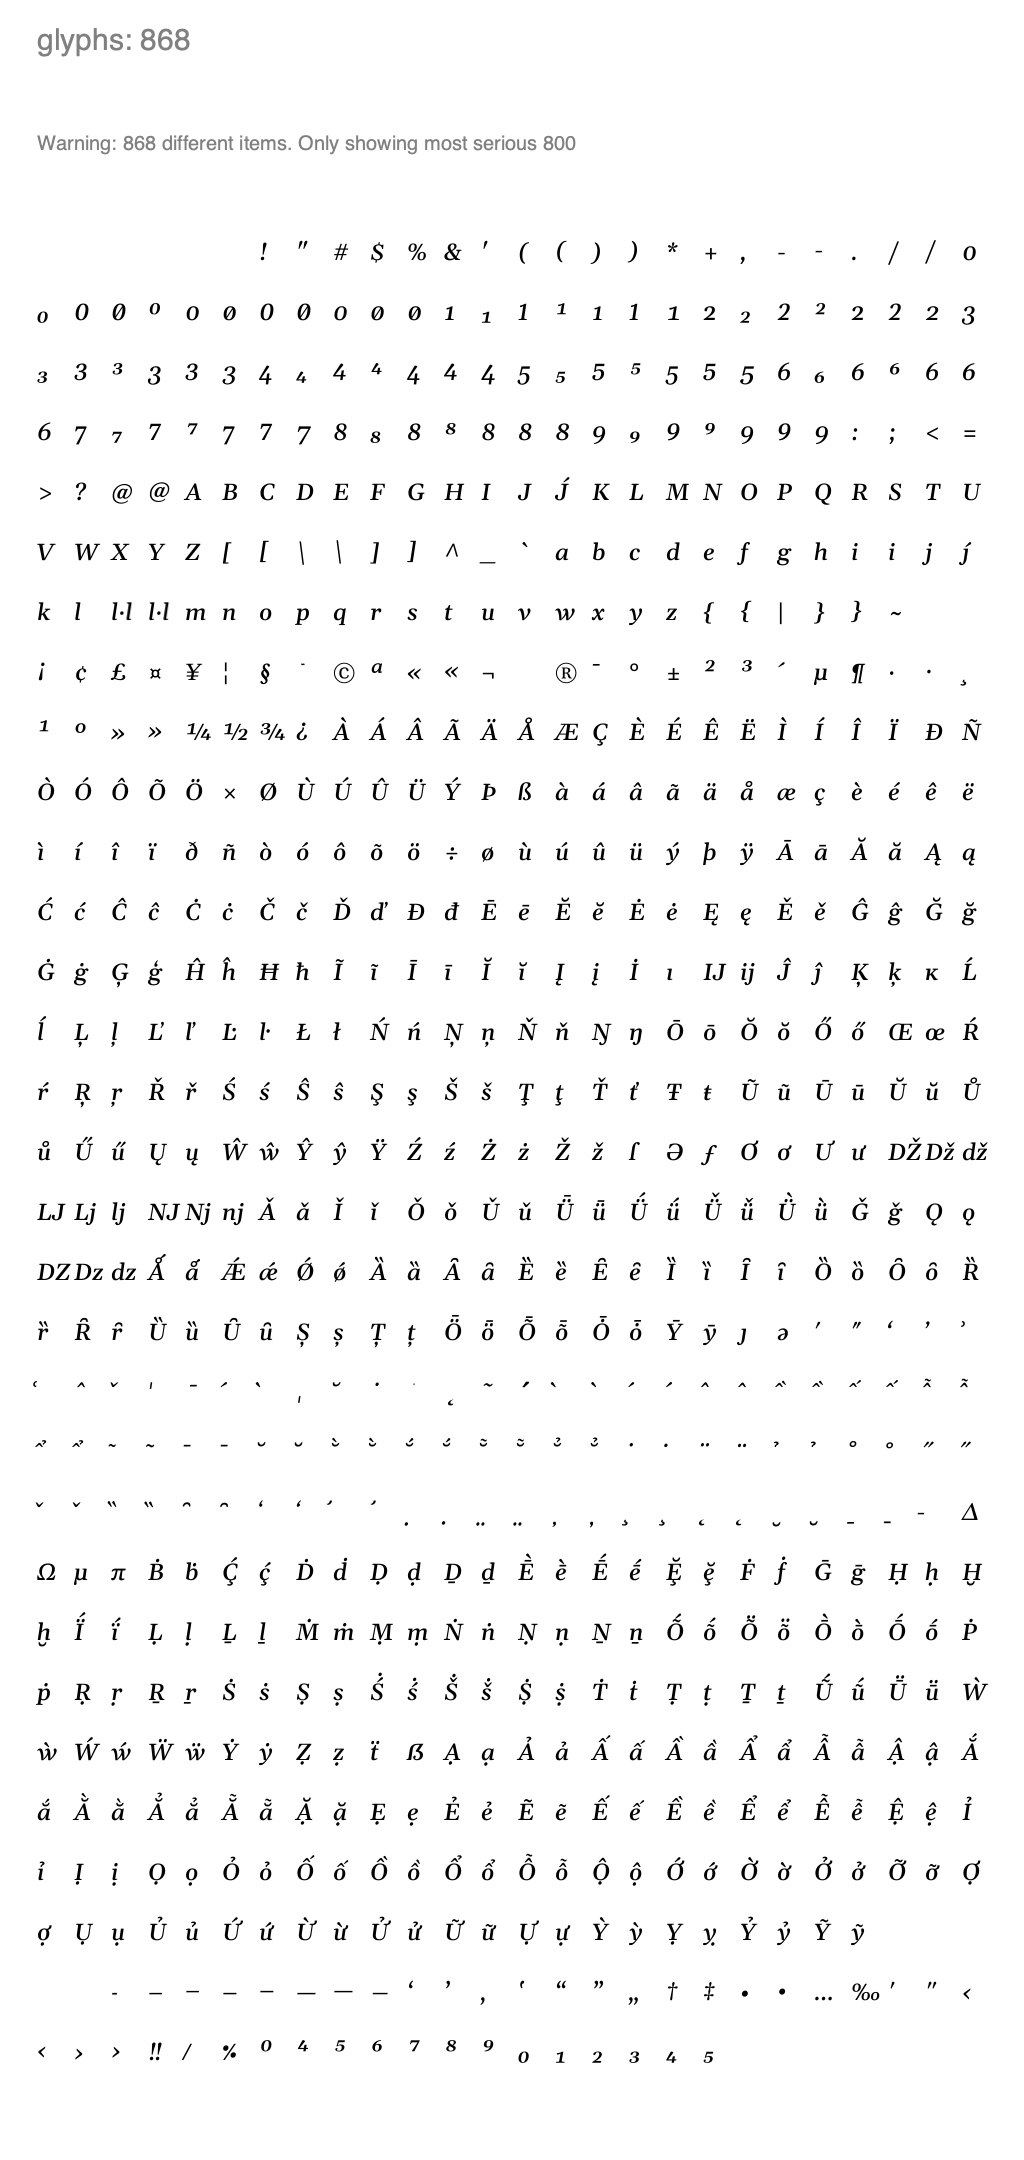 glyphs: 868
Warning: 868 different items. Only showing most serious 800
! " # $ % & ' ( ( ) ) * + , - - . / / 0
₀ 0 0 ⁰ 0 0 0 0 0 0 0 1 ₁ 1 ¹ 1 1 1 2 ₂ 2 ² 2 2 2 3
₃ 3 ³ 3 3 3 4 ₄ 4 ⁴ 4 4 4 5 ₅ 5 ⁵ 5 5 5 6 ₆ 6 ⁶ 6 6
6 7 ₇ 7 ⁷ 7 7 7 8 ₈ 8 ⁸ 8 8 8 9 ₉ 9 ⁹ 9 9 9 : ; < =
> ? @ @ A B C D E F G H I J J́ K L M N O P Q R S T U
V W X Y Z [ [ \ \ ] ] ^ _ ` a b c d e f g h i i j j́
k l l·l l·l m n o p q r s t u v w x y z { { | } } ~
¡ ¢ £ ¤ ¥ ¦ § ¨ © ª « « ¬ ® ¯ ° ± ² ³ ´ µ ¶ · · ¸
¹ º » » ¼ ½ ¾ ¿ À Á Â Ã Ä Å Æ Ç È É Ê Ë Ì Í Î Ï Ð Ñ
Ò Ó Ô Õ Ö × Ø Ù Ú Û Ü Ý Þ ß à á â ã ä å æ ç è é ê ë
ì í î ï ð ñ ò ó ô õ ö ÷ ø ù ú û ü ý þ ÿ Ā ā Ă ă Ą ą
Ć ć Ĉ ĉ Ċ ċ Č č Ď ď Đ đ Ē ē Ĕ ĕ Ė ė Ę ę Ě ě Ĝ ĝ Ğ ğ
Ġ ġ Ģ ģ Ĥ ĥ Ħ ħ Ĩ ĩ Ī ī Ĭ ĭ Į į İ ı IJ ij Ĵ ĵ Ķ ķ ĸ Ĺ
ĺ Ļ ļ Ľ ľ Ŀ ŀ Ł ł Ń ń Ņ ņ Ň ň Ŋ ŋ Ō ō Ŏ ŏ Ő ő Œ œ Ŕ
ŕ Ŗ ŗ Ř ř Ś ś Ŝ ŝ Ş ş Š š Ţ ţ Ť ť Ŧ ŧ Ũ ũ Ū ū Ŭ ŭ Ů
ů Ű ű Ų ų Ŵ ŵ Ŷ ŷ Ÿ Ź ź Ż ż Ž ž ſ Ə ƒ Ơ ơ Ư ư DŽ Dž dž
LJ Lj lj NJ Nj nj Ǎ ǎ Ǐ ǐ Ǒ ǒ Ǔ ǔ Ǖ ǖ Ǘ ǘ Ǚ ǚ Ǜ ǜ Ǧ ǧ Ǫ ǫ
DZ Dz dz Ǻ ǻ Ǽ ǽ Ǿ ǿ Ȁ ȁ Ȃ ȃ Ȅ ȅ Ȇ ȇ Ȉ ȉ Ȋ ȋ Ȍ ȍ Ȏ ȏ Ȑ
ȑ Ȓ ȓ Ȕ ȕ Ȗ ȗ Ș ș Ț ț Ȫ ȫ Ȭ ȭ Ȱ ȱ Ȳ ȳ ȷ ə ʹ ʺ ʻ ʼ ʾ
Δ
Ω μ π Ḃ ḃ Ḉ ḉ Ḋ ḋ Ḍ ḍ Ḏ ḏ Ḕ ḕ Ḗ ḗ Ḝ ḝ Ḟ ḟ Ḡ ḡ Ḥ ḥ Ḫ
ḫ Ḯ ḯ Ḷ ḷ Ḻ ḻ Ṁ ṁ Ṃ ṃ Ṅ ṅ Ṇ ṇ Ṉ ṉ Ṍ ṍ Ṏ ṏ Ṑ ṑ Ṓ ṓ Ṗ
ṗ Ṛ ṛ Ṟ ṟ Ṡ ṡ Ṣ ṣ Ṥ ṥ Ṧ ṧ Ṩ ṩ Ṫ ṫ Ṭ ṭ Ṯ ṯ Ṹ ṹ Ṻ ṻ Ẁ
ẁ Ẃ ẃ Ẅ ẅ Ẏ ẏ Ẓ ẓ ẗ ẞ Ạ ạ Ả ả Ấ ấ Ầ ầ Ẩ ẩ Ẫ ẫ Ậ ậ Ắ
ắ Ằ ằ Ẳ ẳ Ẵ ẵ Ặ ặ Ẹ ẹ Ẻ ẻ Ẽ ẽ Ế ế Ề ề Ể ể Ễ ễ Ệ ệ Ỉ
ỉ Ị ị Ọ ọ Ỏ ỏ Ố ố Ồ ồ Ổ ổ Ỗ ỗ Ộ ộ Ớ ớ Ờ ờ Ở ở Ỡ ỡ Ợ
ợ Ụ ụ Ủ ủ Ứ ứ Ừ ừ Ử ử Ữ ữ Ự ự Ỳ ỳ Ỵ ỵ Ỷ ỷ Ỹ ỹ
‐ – – – – — — — ‘ ’ ‚ ‛ “ ” „ † ‡ • • … ‰ ′ ″ ‹
‹ › › ‼ ⁄ ٪ ⁰ ⁴ ⁵ ⁶ ⁷ ⁸ ⁹ ₀ ₁ ₂ ₃ ₄ ₅